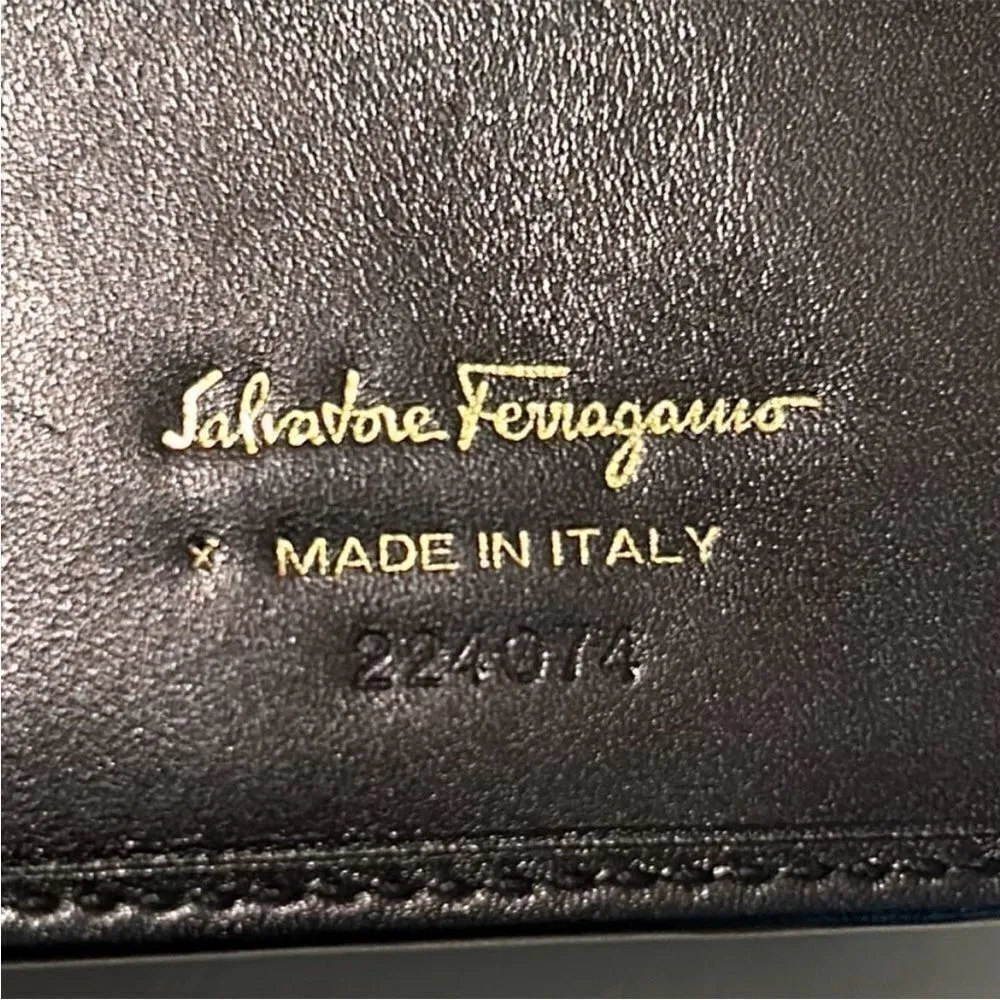 Salvatore Ferragamo
x MADE IN ITALY
224074